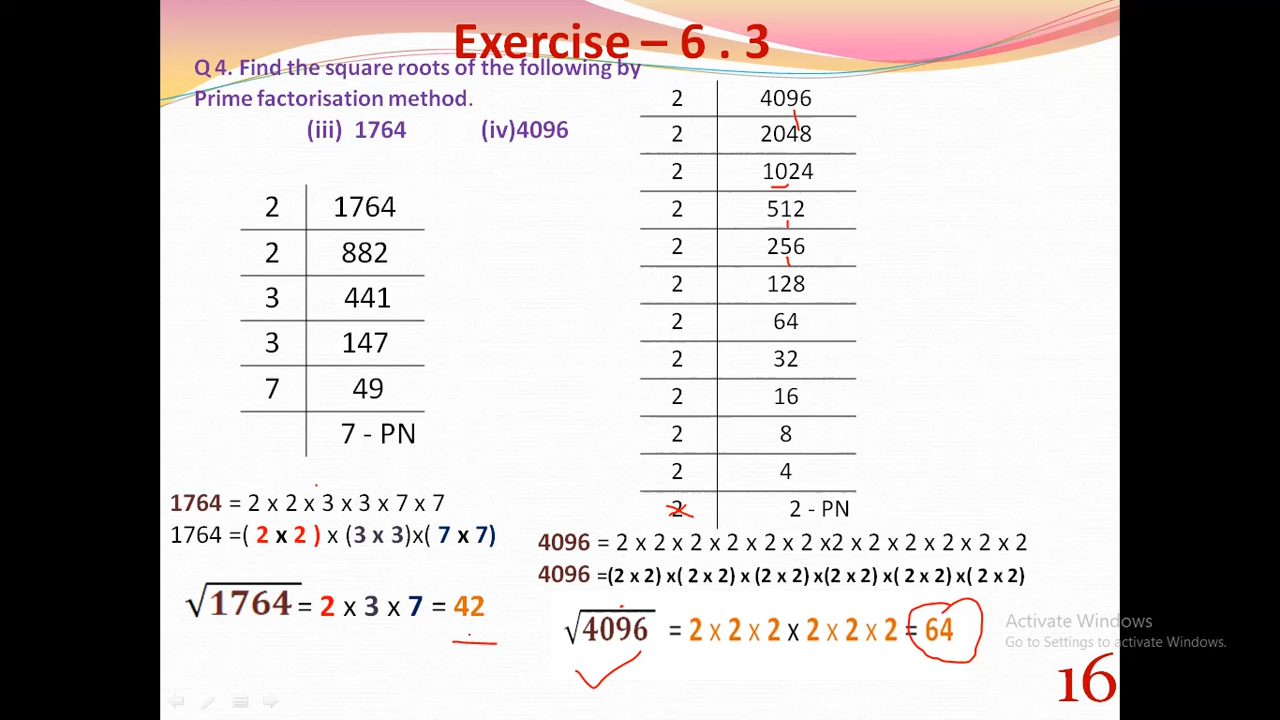 Exercise – 6 . 3
Q 4. Find the square roots of the following by
Prime factorisation method.
(iii) 1764 (iv)4096
2 1764
2 882
3 441
3 147
7 49
7 - PN
1764 = 2 x 2 x 3 x 3 x 7 x 7
1764 =( 2 x 2 ) x (3 x 3)x( 7 x 7)
√1764 = 2 x 3 x 7 = 42
2 4096
2 2048
2 1024
2 512
2 256
2 128
2 64
2 32
2 16
2 8
2 4
2 2 - PN
4096 = 2 x 2 x 2 x 2 x 2 x 2 x2 x 2 x 2 x 2 x 2 x 2
4096 =(2 x 2) x( 2 x 2) x (2 x 2) x(2 x 2) x( 2 x 2) x( 2 x 2)
√4096 = 2 x 2 x 2 x 2 x 2 x 2 = 64
Activate Windows
Go to Settings to activate Windows.
16